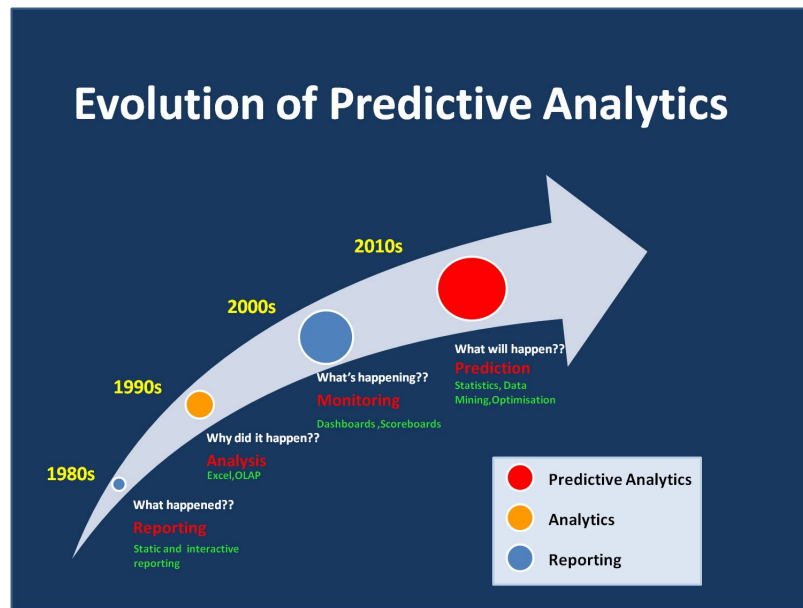 Evolution of Predictive Analytics
1980s
What happened??
Reporting
Static and interactive
reporting
1990s
Why did it happen??
Analysis
Excel,OLAP
2000s
What's happening??
Monitoring
Dashboards ,Scoreboards
2010s
What will happen??
Prediction
Statistics, Data
Mining,Optimisation
Predictive Analytics
Analytics
Reporting